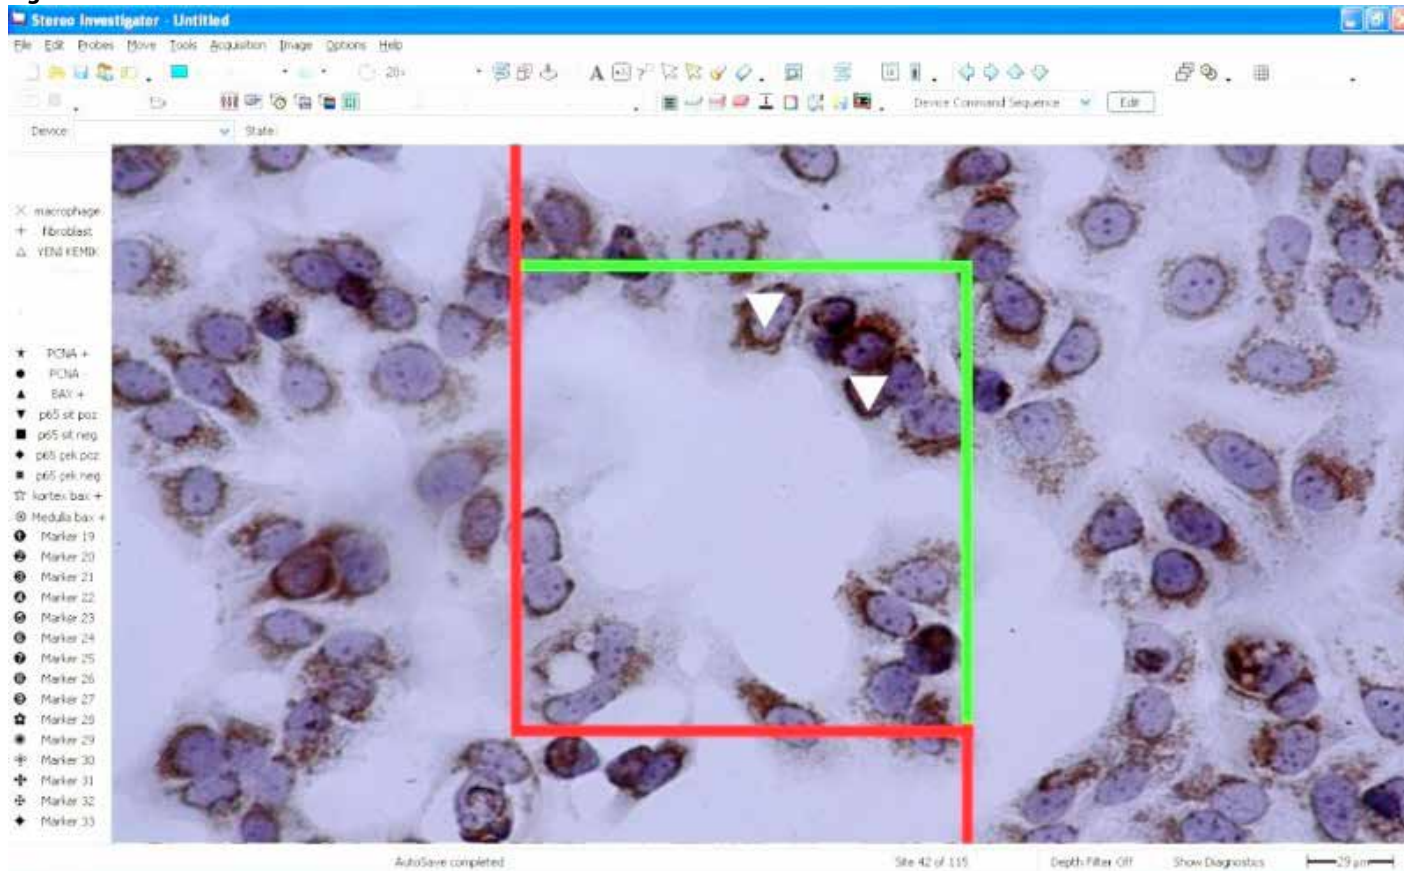 Stereo Investigator - Untitled
File Edit Probes Move Tools Acquisition Image Options Help
20x
Device Command Sequence Edit
Device State
macrophage
fibroblast
YENI KEMIK
PCNA +
PCNA -
BAX +
p65 sit poz
p65 sit neg
p65 çek poz
p65 çek neg
kortex bax +
Medulla bax +
Marker 19
Marker 20
Marker 21
Marker 22
Marker 23
Marker 24
Marker 25
Marker 26
Marker 27
Marker 28
Marker 29
Marker 30
Marker 31
Marker 32
Marker 33
AutoSave completed Site 42 of 115 Depth Filter Off Show Diagnostics 29 µm